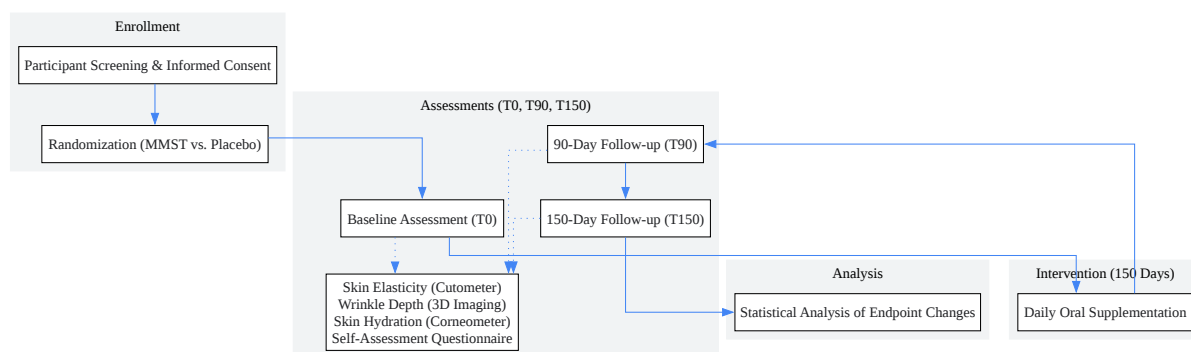 Enrollment
Participant Screening & Informed Consent
Randomization (MMST vs. Placebo)
Assessments (T0, T90, T150)
90-Day Follow-up (T90)
Baseline Assessment (T0)
150-Day Follow-up (T150)
Skin Elasticity (Cutometer)
Wrinkle Depth (3D Imaging)
Skin Hydration (Corneometer)
Self-Assessment Questionnaire
Analysis
Statistical Analysis of Endpoint Changes
Intervention (150 Days)
Daily Oral Supplementation